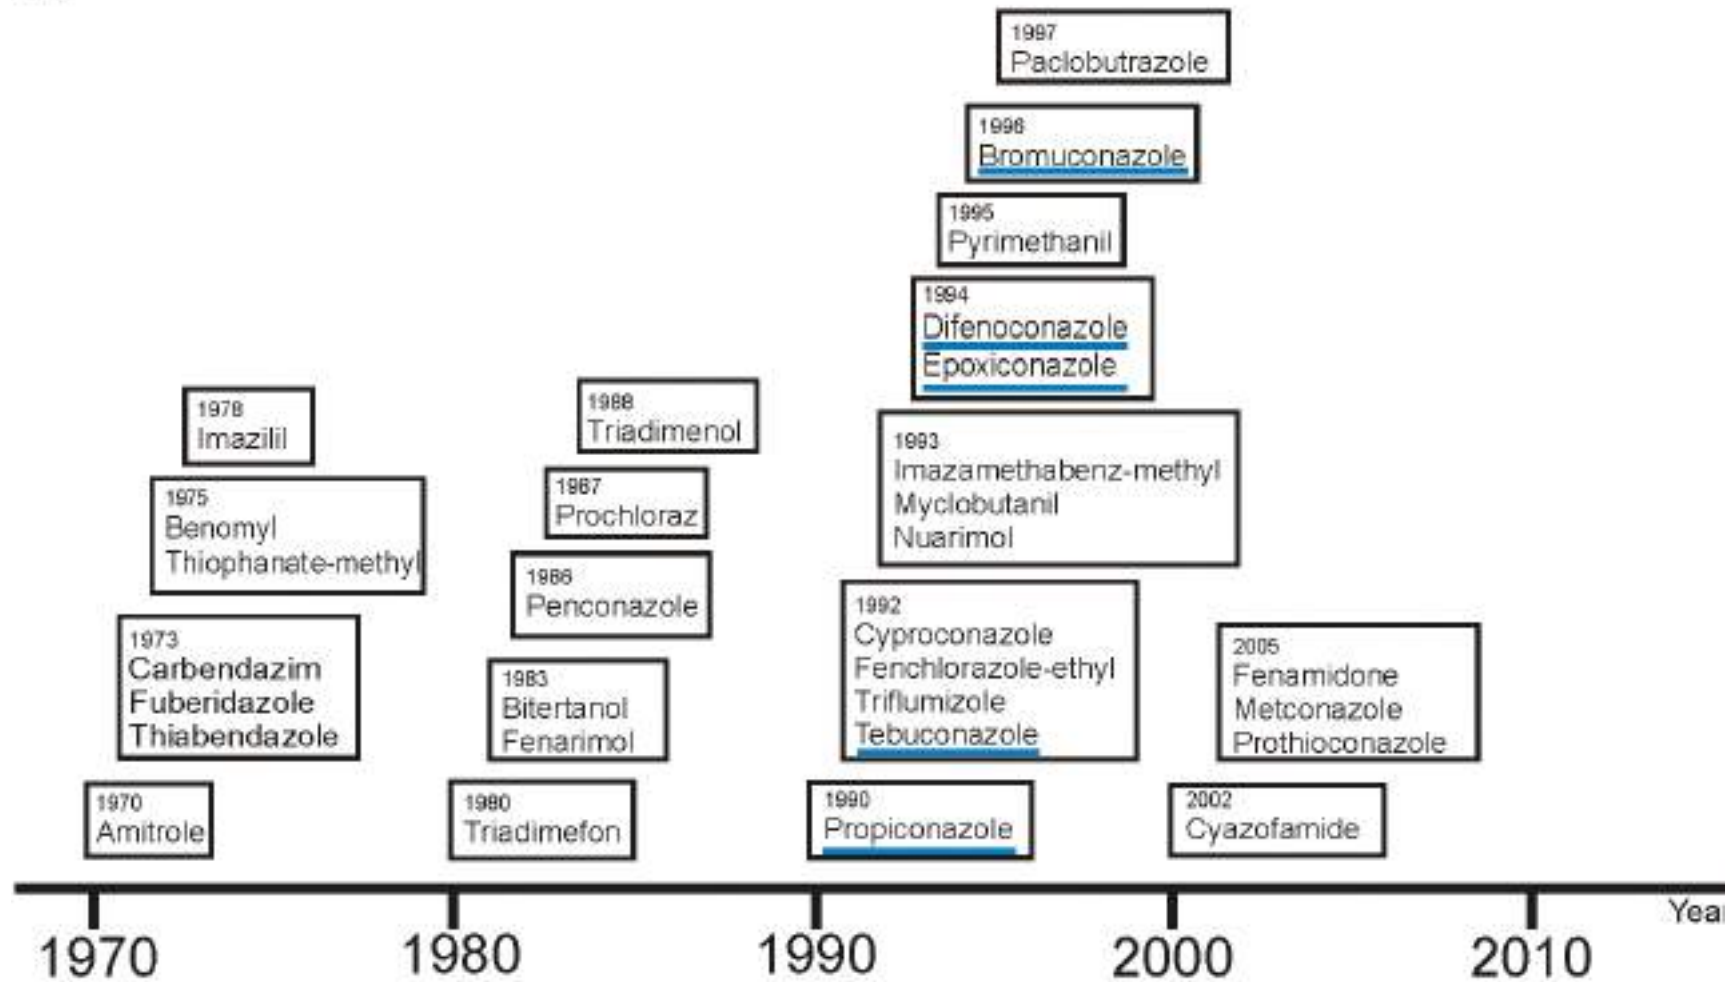 1997
Paclobutrazole
1996
Bromuconazole
1995
Pyrimethanil
1994
Difenoconazole
Epoxiconazole
1978
Imazilil
1988
Triadimenol
1993
Imazamethabenz-methyl
Myclobutanil
Nuarimol
1975
Benomyl
Thiophanate-methyl
1987
Prochloraz
1986
Penconazole
1992
Cyproconazole
Fenchlorazole-ethyl
Triflumizole
Tebuconazole
1973
Carbendazim
Fuberidazole
Thiabendazole
1983
Bitertanol
Fenarimol
2005
Fenamidone
Metconazole
Prothioconazole
1970
Amitrole
1980
Triadimefon
1990
Propiconazole
2002
Cyazofamide
Year
1970 1980 1990 2000 2010